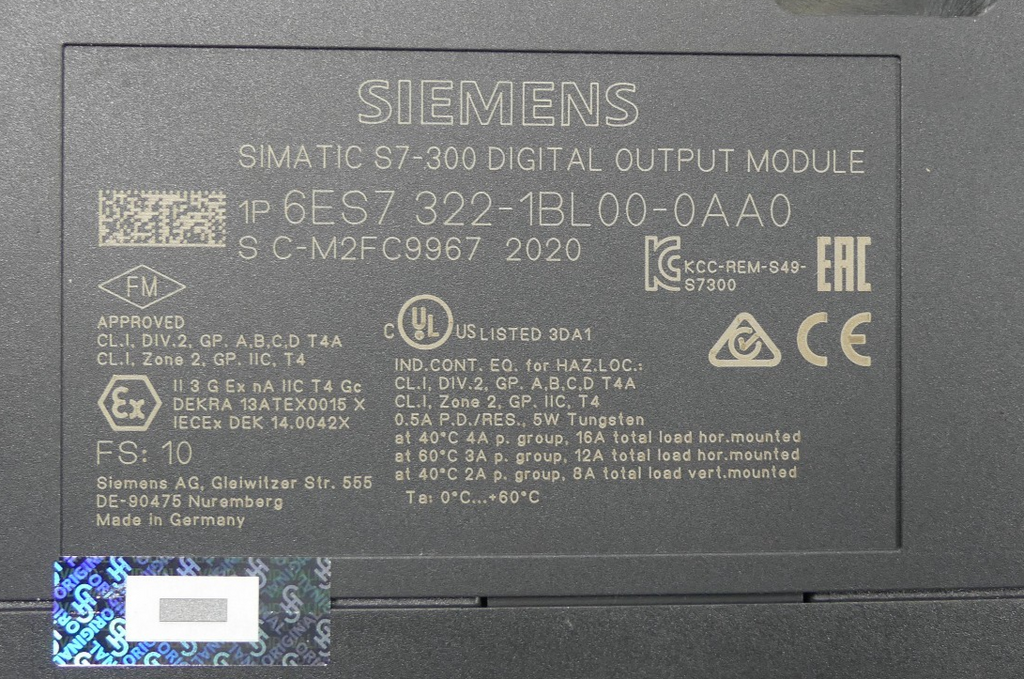 SIEMENS
SIMATIC S7-300 DIGITAL OUTPUT MODULE
1P 6ES7 322-1BL00-0AA0
S C-M2FC9967 2020
KCC-REM-S49-
S7300
EAC
FM
APPROVED
CL.I, DIV.2, GP. A,B,C,D T4A
CL.I, Zone 2, GP. IIC, T4
Ex
II 3 G Ex nA IIC T4 Gc
DEKRA 13ATEX0015 X
IECEx DEK 14.0042X
FS: 10
Siemens AG, Gleiwitzer Str. 555
DE-90475 Nuremberg
Made in Germany
C UL US LISTED 3DA1
CE
IND.CONT. EQ. for HAZ.LOC.:
CL.I, DIV.2, GP. A,B,C,D T4A
CL.I, Zone 2, GP. IIC, T4
0.5A P.D./RES., 5W Tungsten
at 40°C 4A p. group, 16A total load hor.mounted
at 60°C 3A p. group, 12A total load hor.mounted
at 40°C 2A p. group, 8A total load vert.mounted
Ta: 0°C...+60°C
ORIGINAL